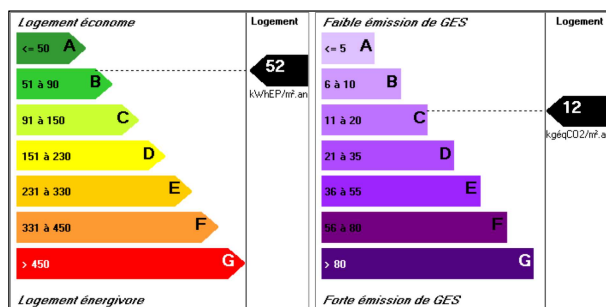 Logement économe
Logement
<= 50 A
51 à 90 B
91 à 150 C
151 à 230 D
231 à 330 E
331 à 450 F
> 450 G
52
kWhEP/m².an
Logement énergivore
Faible émission de GES
Logement
<= 5 A
6 à 10 B
11 à 20 C
21 à 35 D
36 à 55 E
56 à 80 F
> 80 G
12
kgéqCO2/m².a
Forte émission de GES